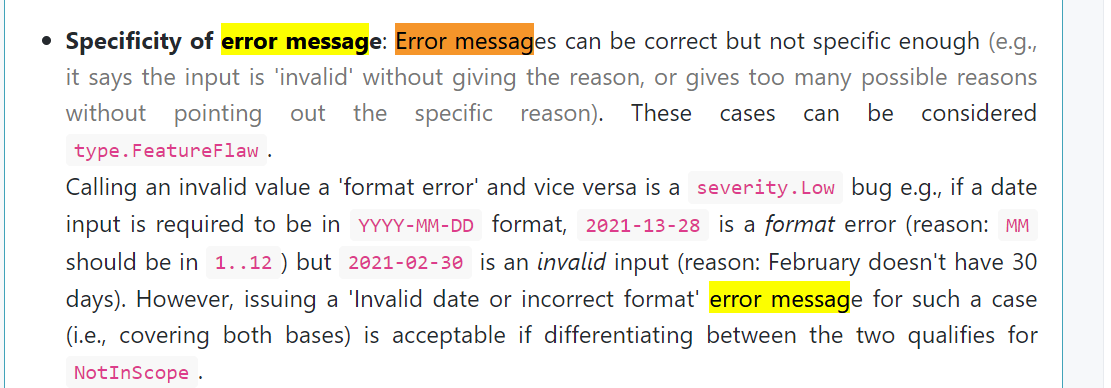 Specificity of error message: Error messages can be correct but not specific enough (e.g.,
it says the input is 'invalid' without giving the reason, or gives too many possible reasons
without pointing out the specific reason). These cases can be considered
type.FeatureFlaw .
Calling an invalid value a 'format error' and vice versa is a severity.Low bug e.g., if a date
input is required to be in YYYY-MM-DD format, 2021-13-28 is a format error (reason: MM
should be in 1..12 ) but 2021-02-30 is an invalid input (reason: February doesn't have 30
days). However, issuing a 'Invalid date or incorrect format' error message for such a case
(i.e., covering both bases) is acceptable if differentiating between the two qualifies for
NotInScope .